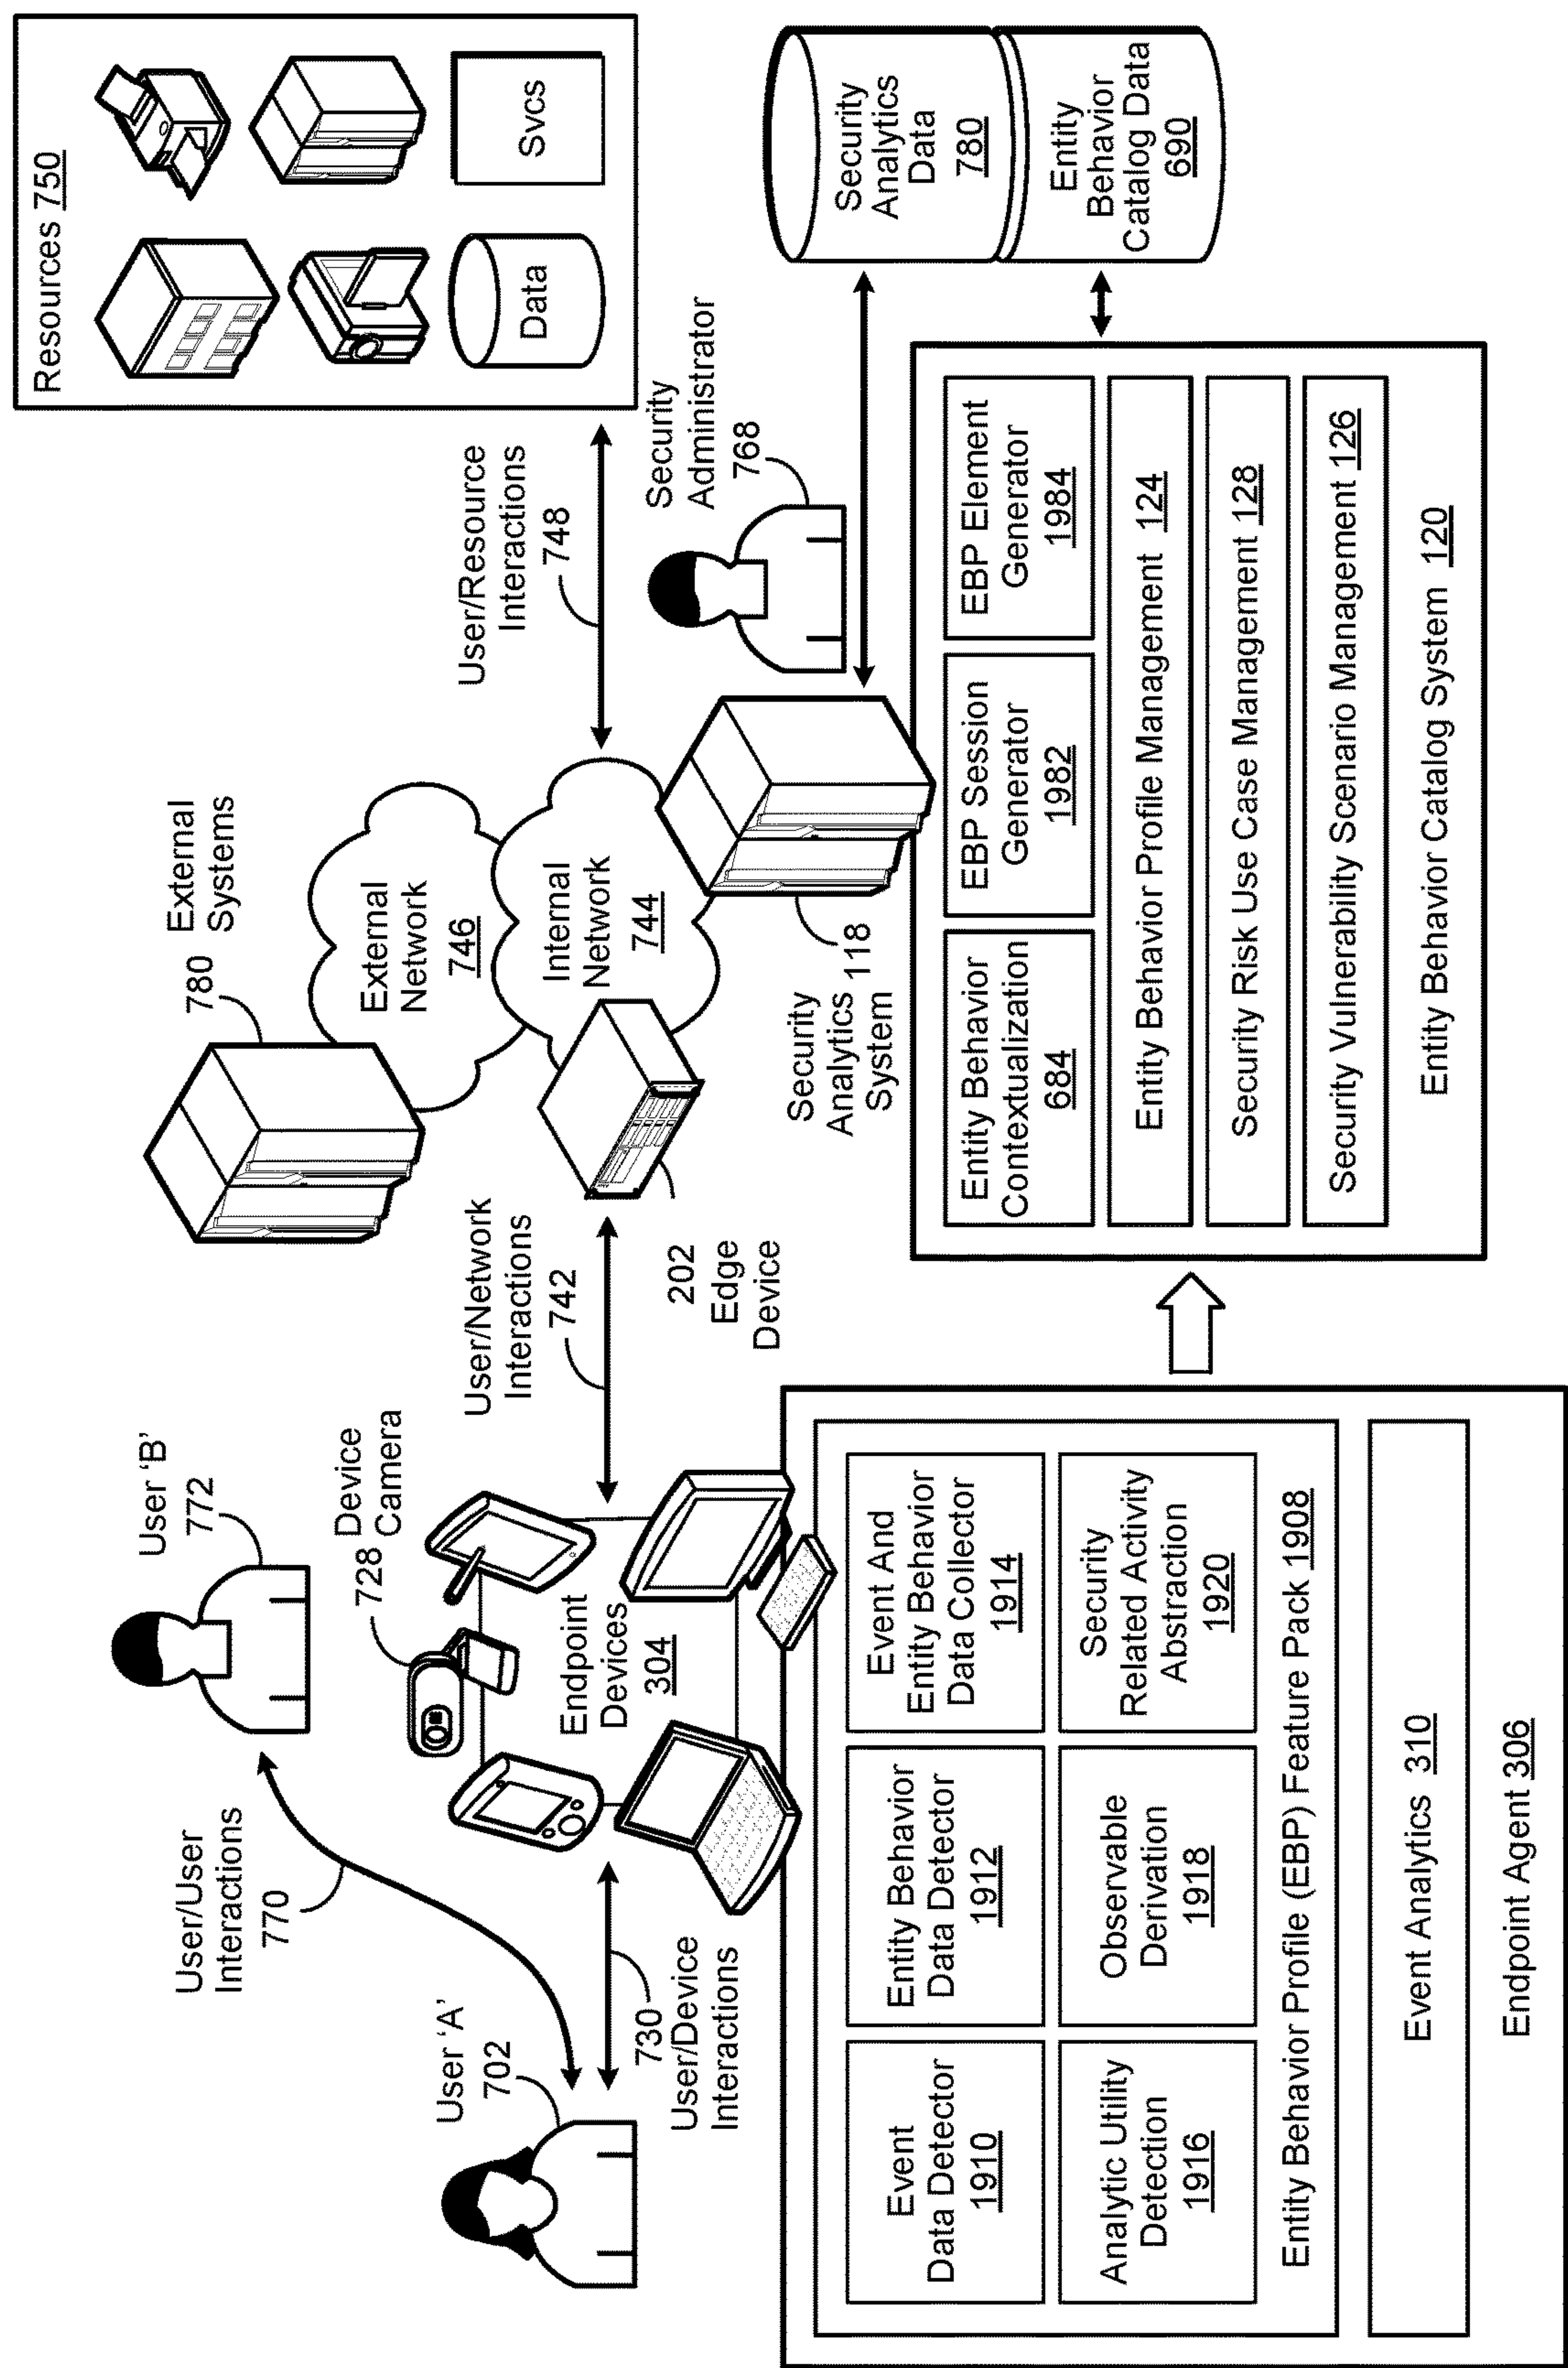 User 'A'
702
User/User
Interactions
770
User 'B'
772
728
Device
Camera
730
User/Device
Interactions
Endpoint
Devices
304
User/Network
Interactions
742
202
Edge
Device
780
External
Systems
External
Network
746
Internal
Network
744
Security
Analytics 118
System
User/Resource
Interactions
748
Security
Administrator
768
Resources 750
Data
Svcs
Security
Analytics
Data
780
Entity
Behavior
Catalog Data
690
Event
Data Detector
1910
Entity Behavior
Data Detector
1912
Event And
Entity Behavior
Data Collector
1914
Analytic Utility
Detection
1916
Observable
Derivation
1918
Security
Related Activity
Abstraction
1920
Entity Behavior Profile (EBP) Feature Pack 1908
Event Analytics 310
Endpoint Agent 306
Entity Behavior
Contextualization
684
EBP Session
Generator
1982
EBP Element
Generator
1984
Entity Behavior Profile Management 124
Security Risk Use Case Management 128
Security Vulnerability Scenario Management 126
Entity Behavior Catalog System 120